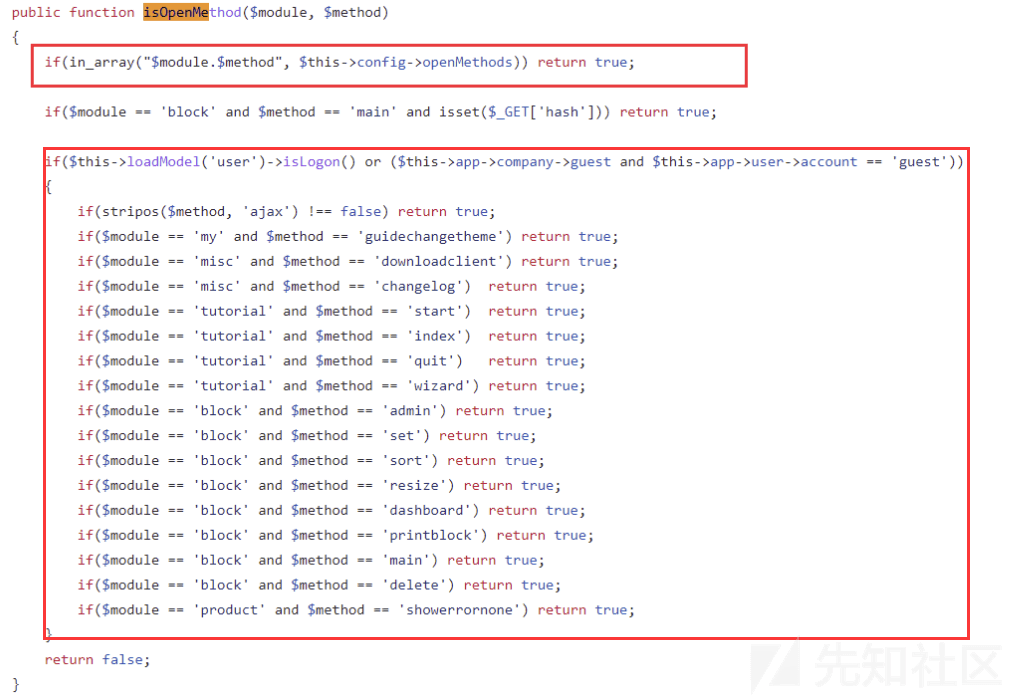 public function isOpenMethod($module, $method)
{
if(in_array("$module.$method", $this->config->openMethods)) return true;
if($module == 'block' and $method == 'main' and isset($_GET['hash'])) return true;
if($this->loadModel('user')->isLogon() or ($this->app->company->guest and $this->app->user->account == 'guest'))
{
if(stripos($method, 'ajax') !== false) return true;
if($module == 'my' and $method == 'guidechangetheme') return true;
if($module == 'misc' and $method == 'downloadclient') return true;
if($module == 'misc' and $method == 'changelog')  return true;
if($module == 'tutorial' and $method == 'start')  return true;
if($module == 'tutorial' and $method == 'index')  return true;
if($module == 'tutorial' and $method == 'quit')   return true;
if($module == 'tutorial' and $method == 'wizard') return true;
if($module == 'block' and $method == 'admin') return true;
if($module == 'block' and $method == 'set') return true;
if($module == 'block' and $method == 'sort') return true;
if($module == 'block' and $method == 'resize') return true;
if($module == 'block' and $method == 'dashboard') return true;
if($module == 'block' and $method == 'printblock') return true;
if($module == 'block' and $method == 'main') return true;
if($module == 'block' and $method == 'delete') return true;
if($module == 'product' and $method == 'showerrornone') return true;
}
return false;
}
先知社区